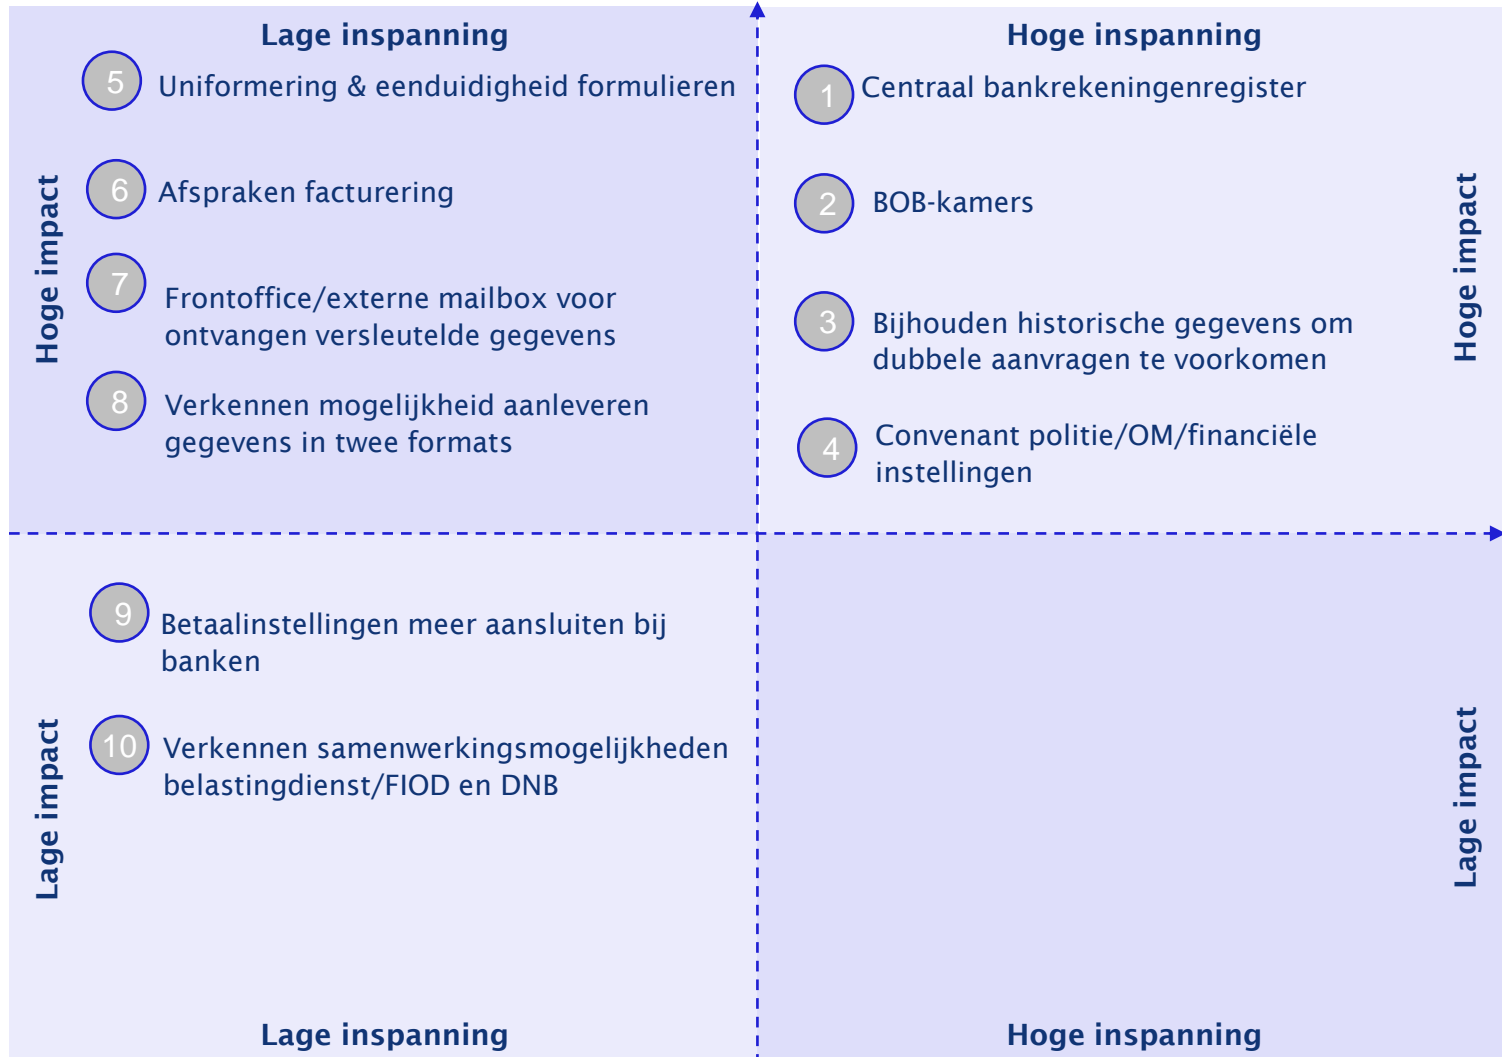 Lage inspanning
Hoge inspanning
Hoge impact
5 Uniformering & eenduidigheid formulieren
6 Afspraken facturering
7 Frontoffice/externe mailbox voor
ontvangen versleutelde gegevens
8 Verkennen mogelijkheid aanleveren
gegevens in twee formats
1 Centraal bankrekeningenregister
2 BOB-kamers
3 Bijhouden historische gegevens om
dubbele aanvragen te voorkomen
4 Convenant politie/OM/financiële
instellingen
Hoge impact
Lage impact
9 Betaalinstellingen meer aansluiten bij
banken
10 Verkennen samenwerkingsmogelijkheden
belastingdienst/FIOD en DNB
Lage impact
Lage inspanning
Hoge inspanning